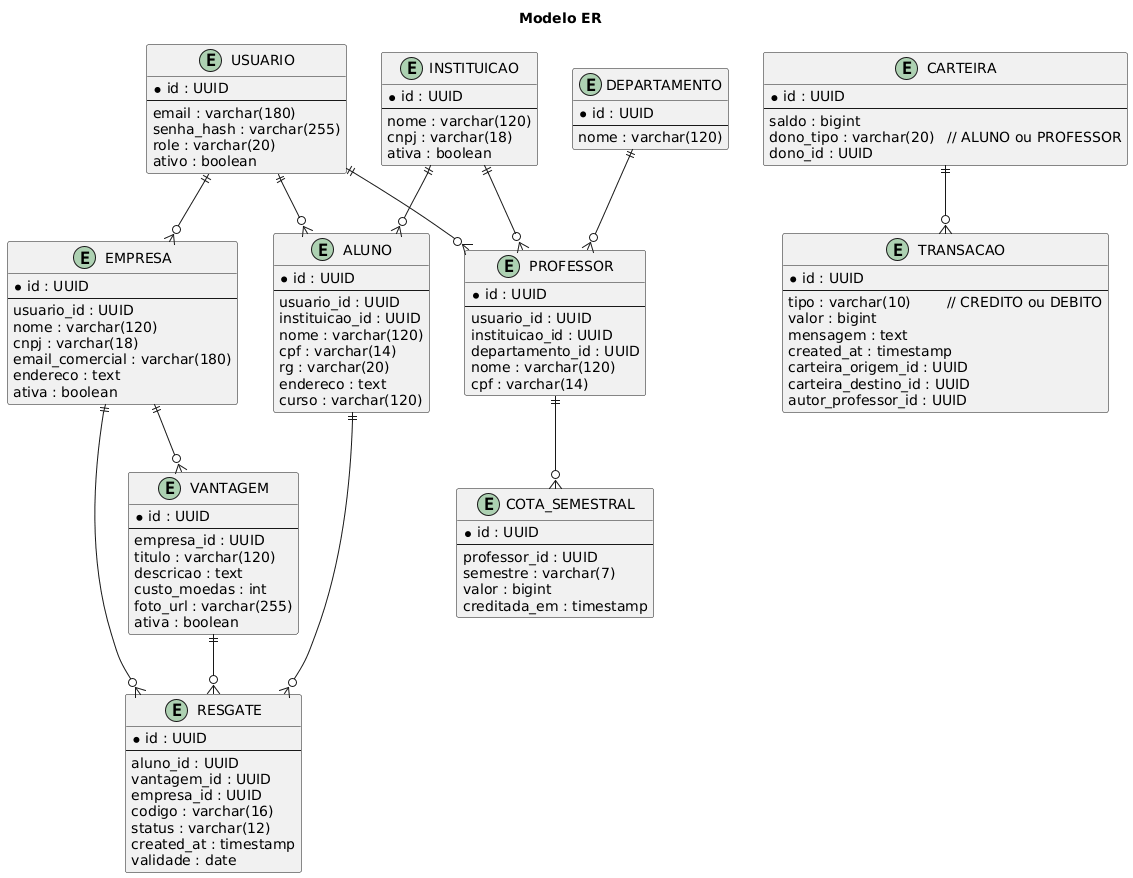 Modelo ER
E USUARIO
* id : UUID
email : varchar(180)
senha_hash : varchar(255)
role : varchar(20)
ativo : boolean
E INSTITUICAO
* id : UUID
nome : varchar(120)
cnpj : varchar(18)
ativa : boolean
E DEPARTAMENTO
* id : UUID
nome : varchar(120)
E CARTEIRA
* id : UUID
saldo : bigint
dono_tipo : varchar(20) // ALUNO ou PROFESSOR
dono_id : UUID
E EMPRESA
* id : UUID
usuario_id : UUID
nome : varchar(120)
cnpj : varchar(18)
email_comercial : varchar(180)
endereco : text
ativa : boolean
E ALUNO
* id : UUID
usuario_id : UUID
instituicao_id : UUID
nome : varchar(120)
cpf : varchar(14)
rg : varchar(20)
endereco : text
curso : varchar(120)
E PROFESSOR
* id : UUID
usuario_id : UUID
instituicao_id : UUID
departamento_id : UUID
nome : varchar(120)
cpf : varchar(14)
E TRANSACAO
* id : UUID
tipo : varchar(10) // CREDITO ou DEBITO
valor : bigint
mensagem : text
created_at : timestamp
carteira_origem_id : UUID
carteira_destino_id : UUID
autor_professor_id : UUID
E VANTAGEM
* id : UUID
empresa_id : UUID
titulo : varchar(120)
descricao : text
custo_moedas : int
foto_url : varchar(255)
ativa : boolean
E COTA_SEMESTRAL
* id : UUID
professor_id : UUID
semestre : varchar(7)
valor : bigint
creditada_em : timestamp
E RESGATE
* id : UUID
aluno_id : UUID
vantagem_id : UUID
empresa_id : UUID
codigo : varchar(16)
status : varchar(12)
created_at : timestamp
validade : date